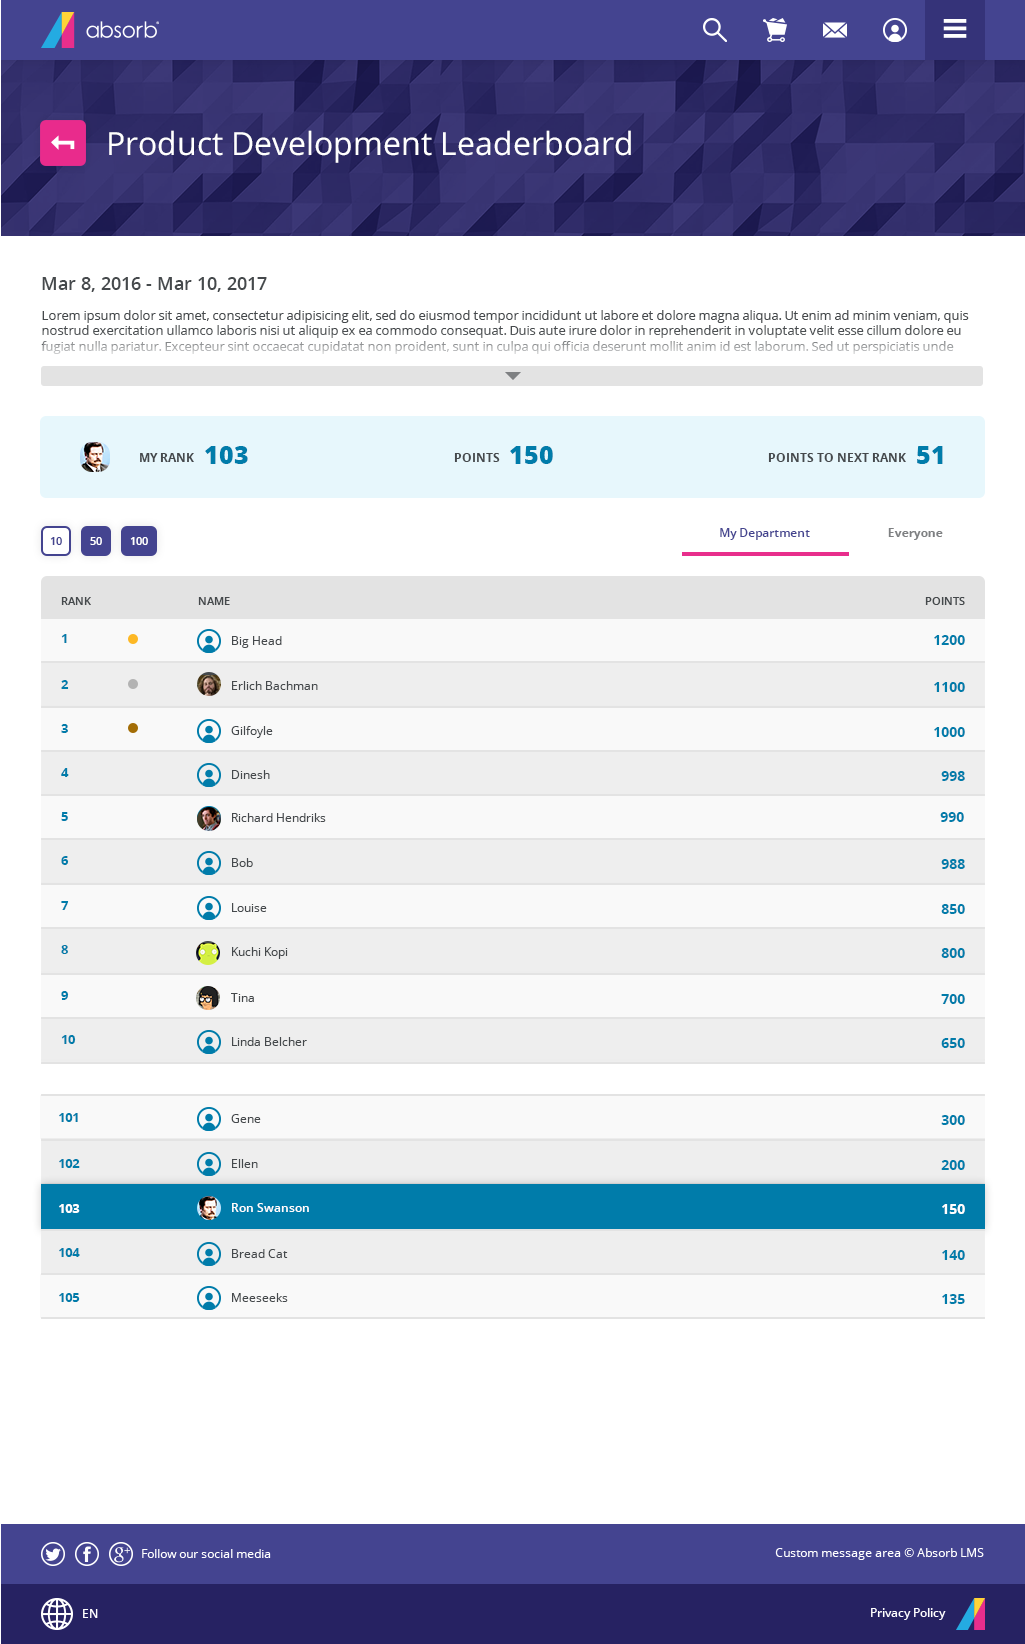 absorb
Product Development Leaderboard
Mar 8, 2016 - Mar 10, 2017
Lorem ipsum dolor sit amet, consectetur adipisicing elit, sed do eiusmod tempor incididunt ut labore et dolore magna aliqua. Ut enim ad minim veniam, quis
nostrud exercitation ullamco laboris nisi ut aliquip ex ea commodo consequat. Duis aute irure dolor in reprehenderit in voluptate velit esse cillum dolore eu
fugiat nulla pariatur. Excepteur sint occaecat cupidatat non proident, sunt in culpa qui officia deserunt mollit anim id est laborum. Sed ut perspiciatis unde
MY RANK 103 POINTS 150 POINTS TO NEXT RANK 51
10 50 100 My Department Everyone
RANK NAME POINTS
1 Big Head 1200
2 Erlich Bachman 1100
3 Gilfoyle 1000
4 Dinesh 998
5 Richard Hendriks 990
6 Bob 988
7 Louise 850
8 Kuchi Kopi 800
9 Tina 700
10 Linda Belcher 650
101 Gene 300
102 Ellen 200
103 Ron Swanson 150
104 Bread Cat 140
105 Meeseeks 135
Follow our social media Custom message area © Absorb LMS
EN Privacy Policy